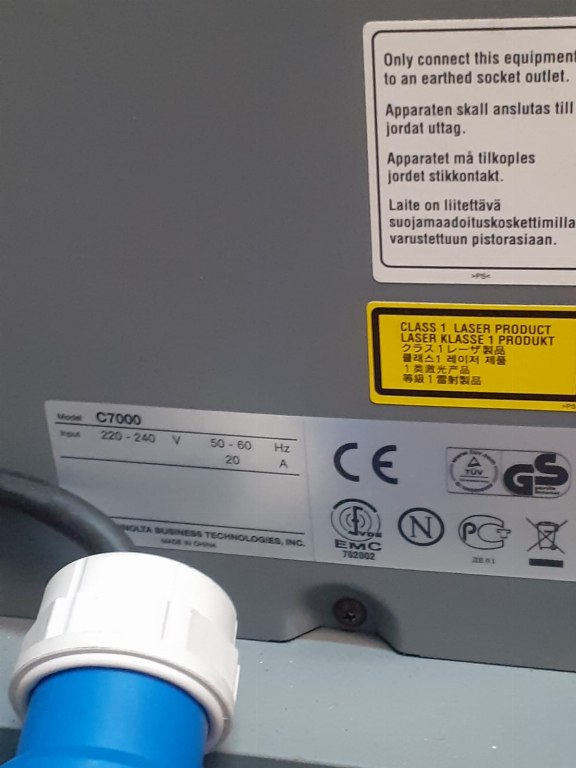 Only connect this equipment
to an earthed socket outlet.
Apparaten skall anslutas till
jordat uttag.
Apparatet må tilkoples
jordet stikkontakt.
Laite on liitettävä
suojamaadoituskoskettimilla
varustettuun pistorasiaan.
>PS<
CLASS 1 LASER PRODUCT
LASER KLASSE 1 PRODUKT
クラス1レーザ製品
클래스1 레이저 제품
1类激光产品
等級1雷射製品
>PS
Model C7000
Input 220 - 240 V 50 - 60 Hz
20 A
BUSINESS TECHNOLOGIES, INC.
MADE IN CHINA
CE
TÜV
GS
VDE
EMC
702002
N